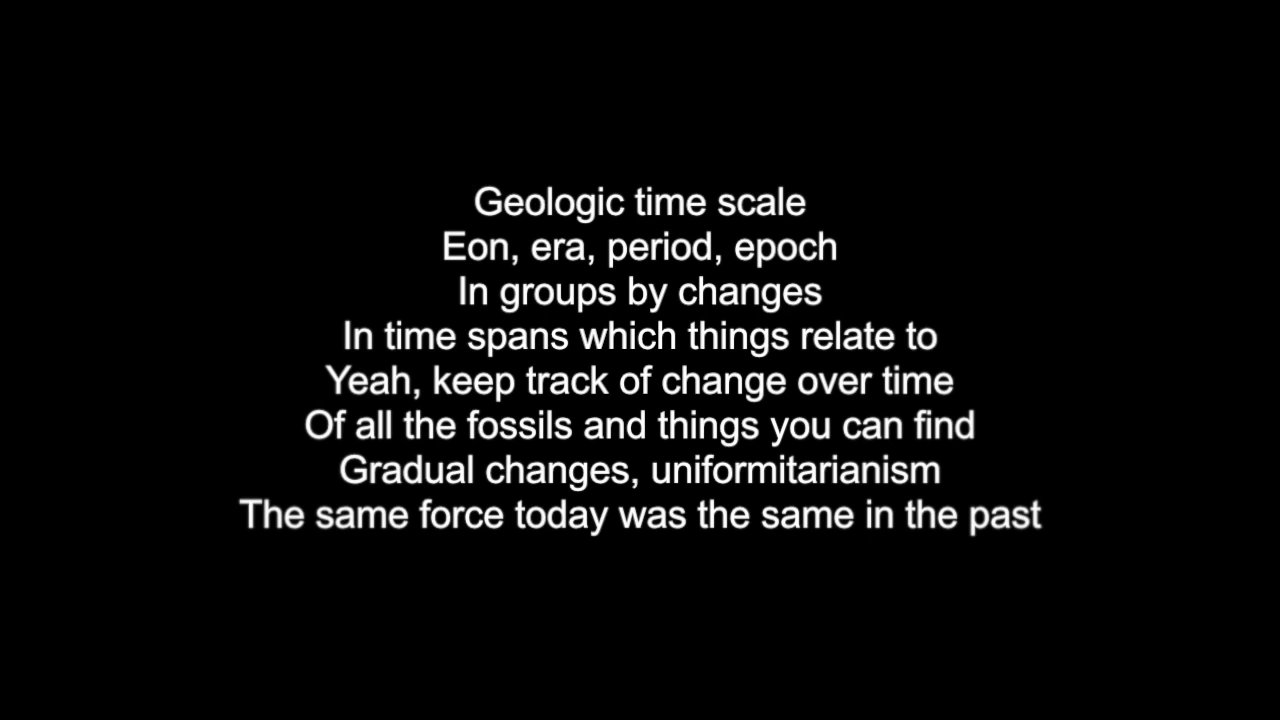 Geologic time scale
Eon, era, period, epoch
In groups by changes
In time spans which things relate to
Yeah, keep track of change over time
Of all the fossils and things you can find
Gradual changes, uniformitarianism
The same force today was the same in the past